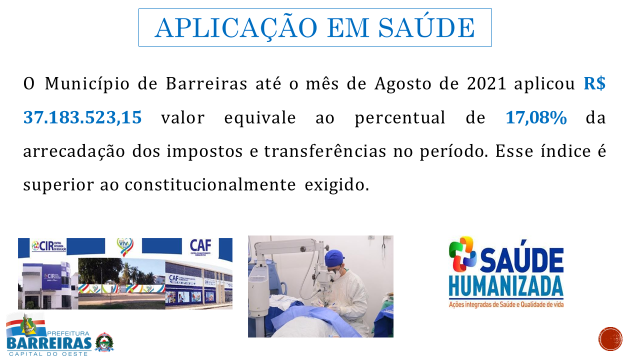 APLICAÇÃO EM SAÚDE
O Município de Barreiras até o mês de Agosto de 2021 aplicou R$
37.183.523,15 valor equivale ao percentual de 17,08% da
arrecadação dos impostos e transferências no período. Esse índice é
superior ao constitucionalmente exigido.
CIR
CAF
SAÚDE
HUMANIZADA
Ações integradas de Saúde e Qualidade de vida
PREFEITURA
BARREIRAS
CAPITAL DO OESTE